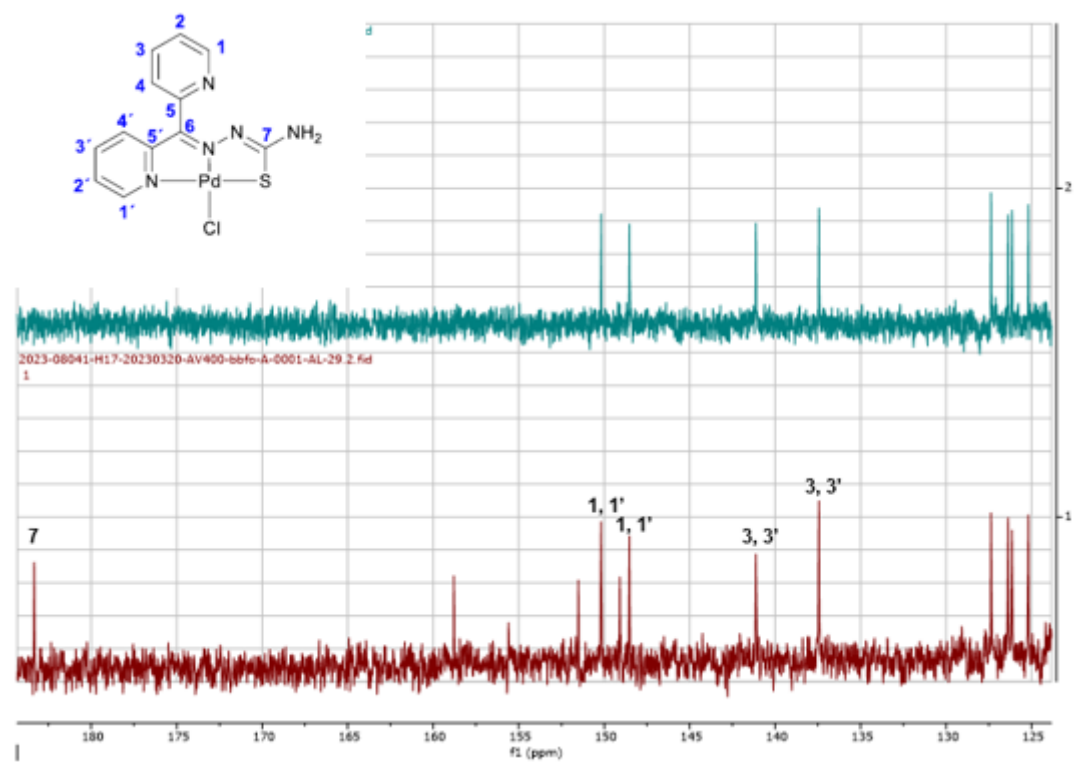 2
3
1
4
N
5
4´
6
N
7
NH₂
5´
3´
N
2´
N
Pd
S
1´
Cl
d
2
2023-08041-H17-20230320-AV400-bbfo-A-0001-AL-29.2.fid
1
7
1, 1'
1, 1'
3, 3'
3, 3'
1
180 175 170 165 160 155 150 145 140 135 130 125
f1 (ppm)